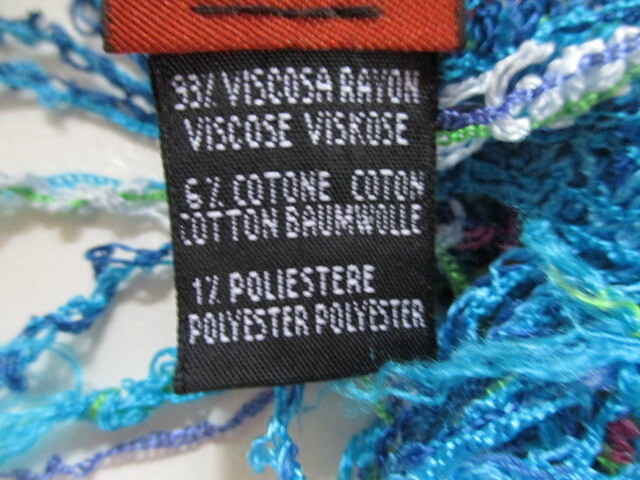 93% VISCOSA RAYON
VISCOSE VISKOSE
6% COTONE COTON
COTTON BAUMWOLLE
1% POLIESTERE
POLYESTER POLYESTER